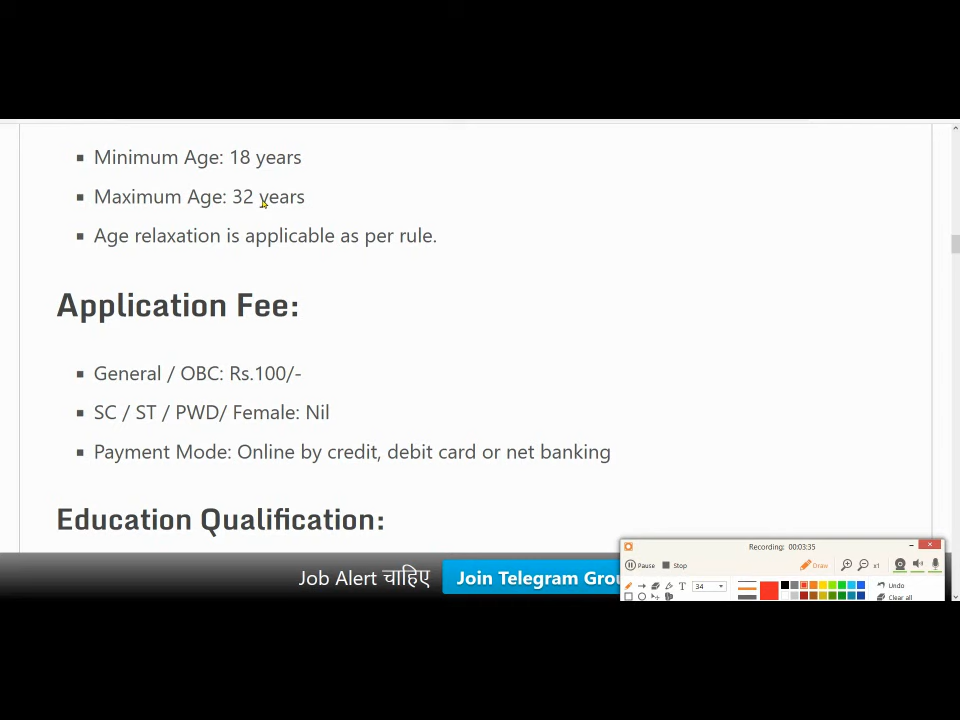 Minimum Age: 18 years
Maximum Age: 32 years
Age relaxation is applicable as per rule.
Application Fee:
General / OBC: Rs.100/-
SC / ST / PWD/ Female: Nil
Payment Mode: Online by credit, debit card or net banking
Education Qualification:
Job Alert चाहिए
Join Telegram Grou
Recording: 00:03:35
Pause Stop Draw x1
T 34 Undo
Clear all